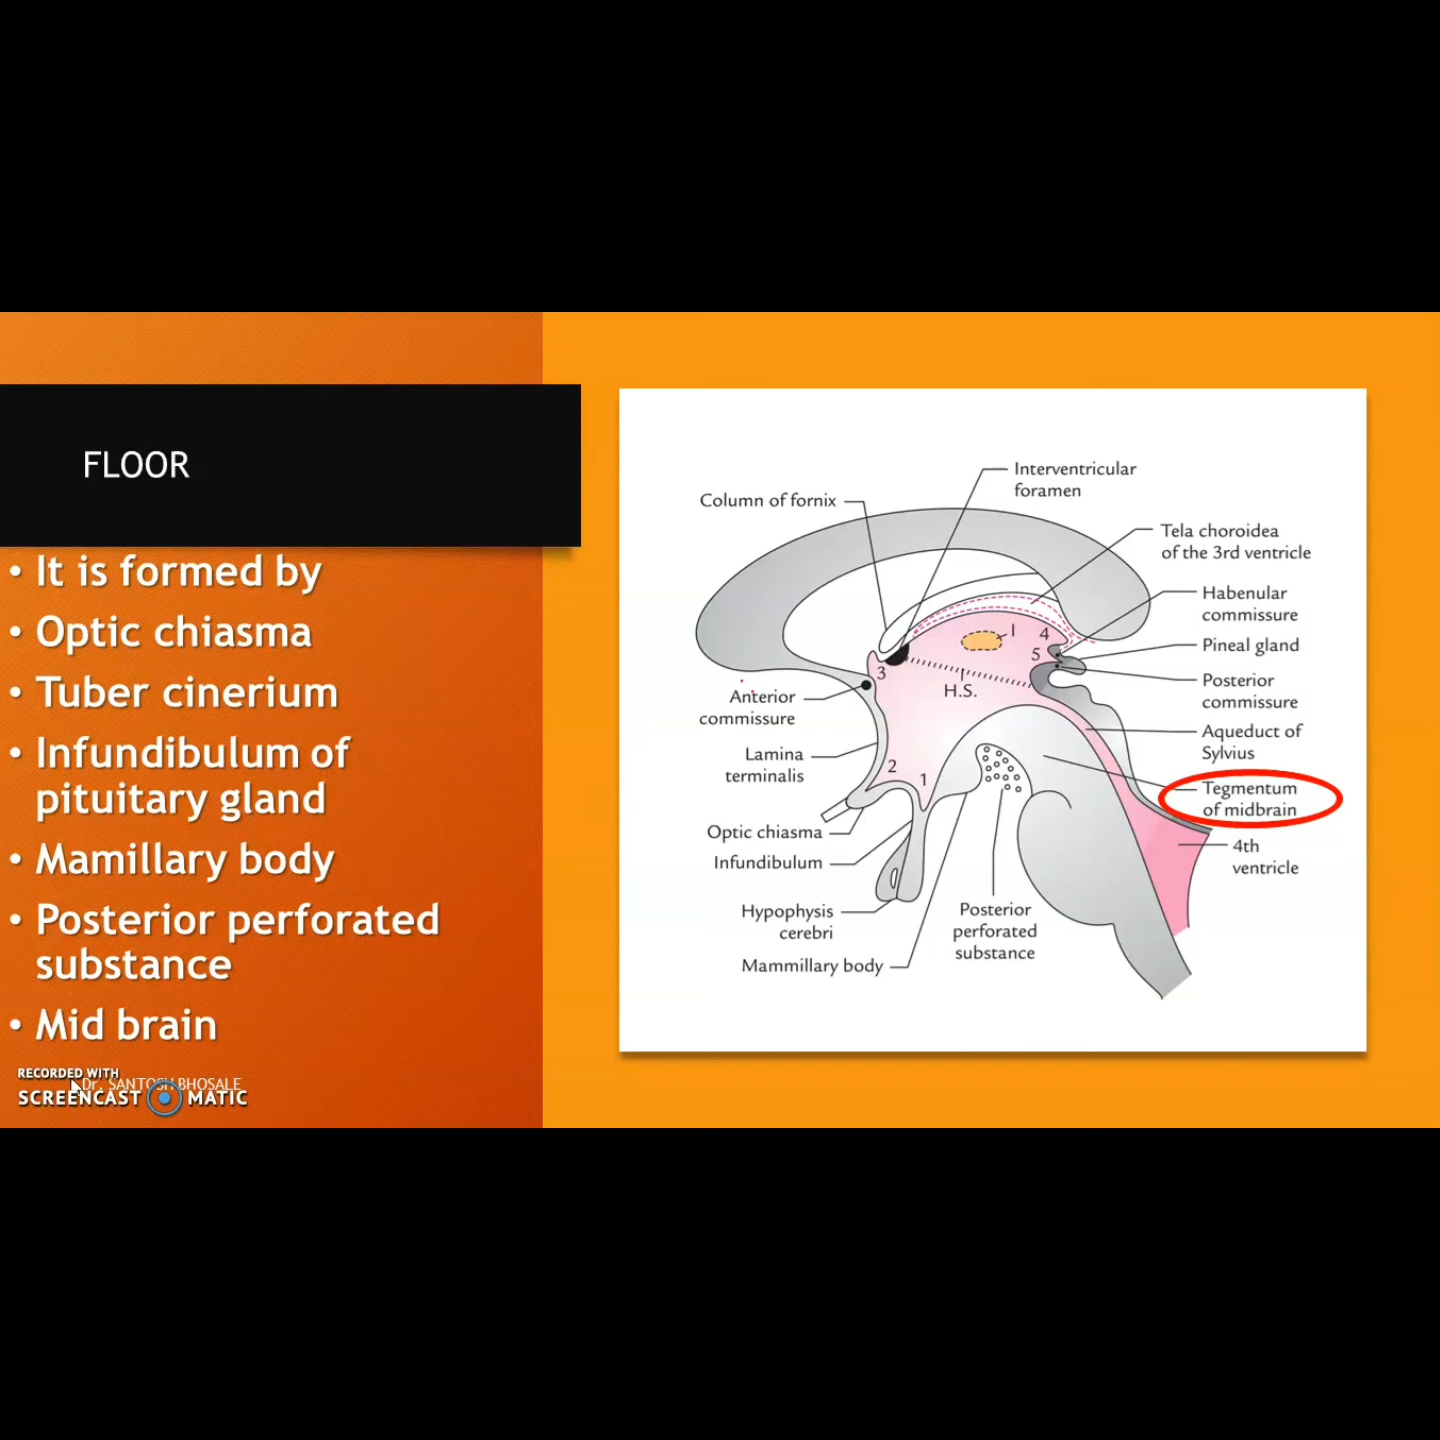 FLOOR
• It is formed by
• Optic chiasma
• Tuber cinerium
• Infundibulum of
pituitary gland
• Mamillary body
• Posterior perforated
substance
• Mid brain
RECORDED WITH
Dr. SANTOSH BHOSALE
SCREENCAST MATIC
Interventricular
foramen
Column of fornix
Tela choroidea
of the 3rd ventricle
Habenular
commissure
I
4
5
Pineal gland
3
H.S.
Posterior
commissure
Anterior
commissure
Aqueduct of
Sylvius
Lamina
terminalis
2
1
Tegmentum
of midbrain
Optic chiasma
4th
ventricle
Infundibulum
Hypophysis
cerebri
Posterior
perforated
substance
Mammillary body